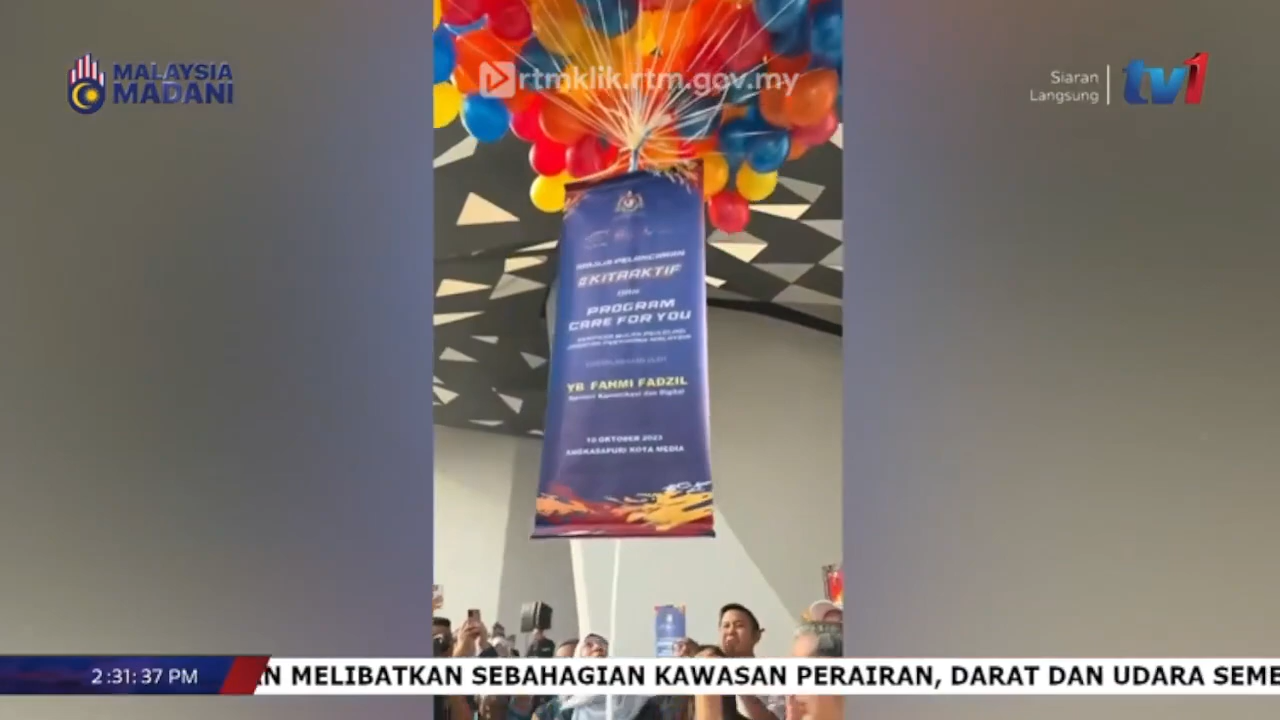 MALAYSIA
MADANI
rtmklik.rtm.gov.my
Siaran
Langsung
tv1
MAJLIS PELANCARAN
#KITAAKTIF
DAN
PROGRAM
CARE FOR YOU
YB FAHMI FADZIL
Menteri Komunikasi dan Digital
10 OKTOBER 2023
ANGKASAPURI KOTA MEDIA
2:31:37 PM
AN MELIBATKAN SEBAHAGIAN KAWASAN PERAIRAN, DARAT DAN UDARA SEME